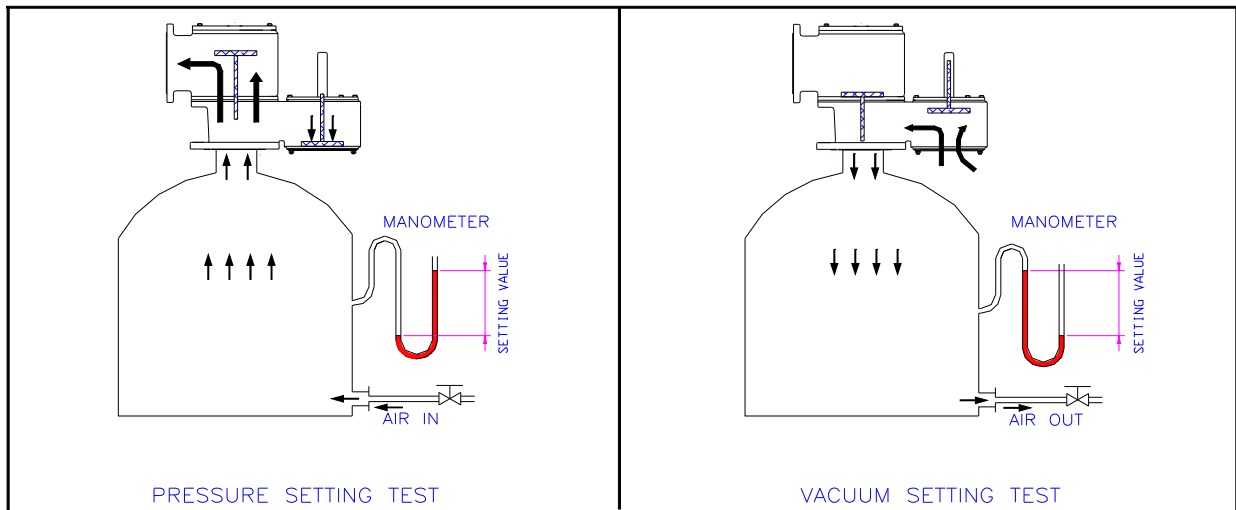 MANOMETER
SETTING VALUE
AIR IN
PRESSURE SETTING TEST
MANOMETER
SETTING VALUE
AIR OUT
VACUUM SETTING TEST